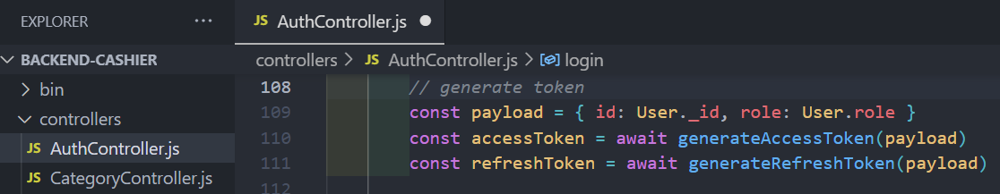 EXPLORER ...
BACKEND-CASHIER
bin
controllers
JS AuthController.js
JS CategoryController.js
JS AuthController.js
controllers > JS AuthController.js > login
108 // generate token
109 const payload = { id: User._id, role: User.role }
110 const accessToken = await generateAccessToken(payload)
111 const refreshToken = await generateRefreshToken(payload)
112